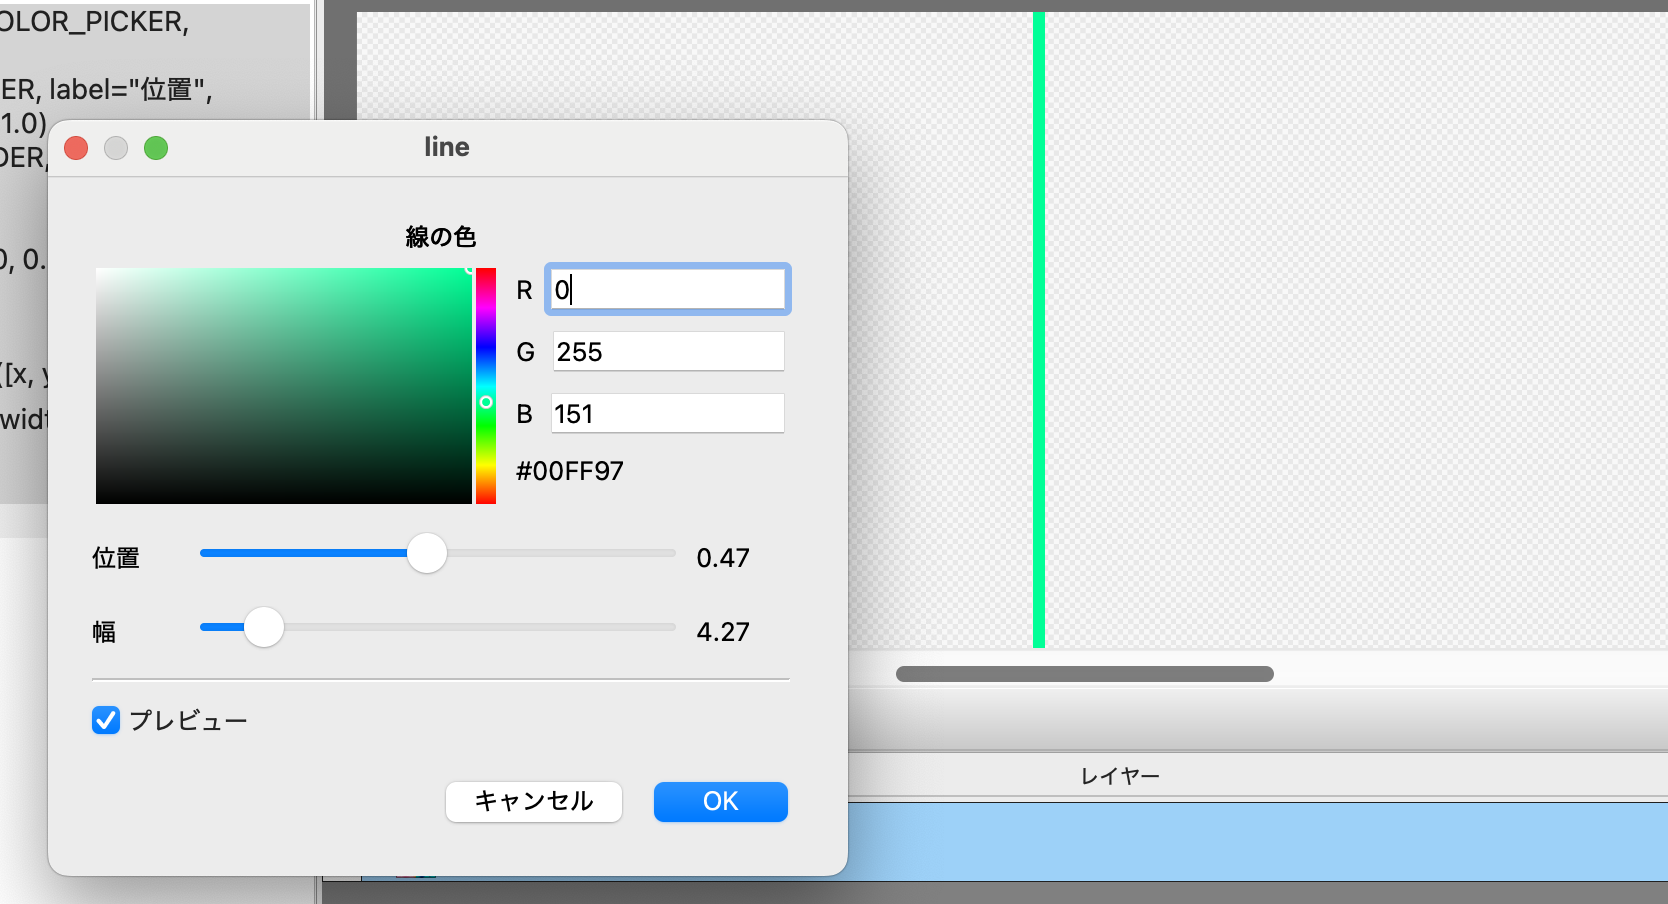 OLOR_PICKER,
ER, label="位置",
1.0)
DER,
0, 0.
([x, y
widt
line
線の色
R 0
G 255
B 151
#00FF97
位置 0.47
幅 4.27
プレビュー
キャンセル OK
レイヤー